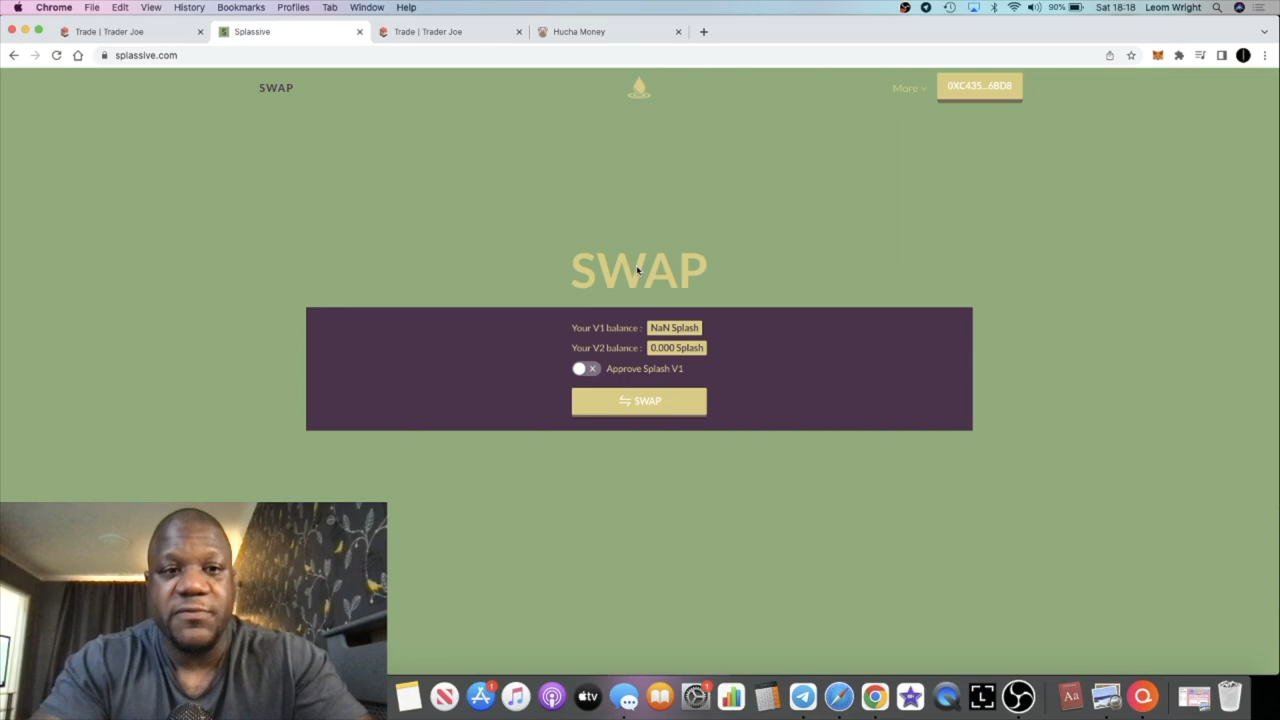 Chrome File Edit View History Bookmarks Profiles Tab Window Help 90% Sat 18:18 Leom Wright
Trade | Trader Joe Splassive Trade | Trader Joe Hucha Money
splassive.com
SWAP More 0XC435...6BD8
SWAP
Your V1 balance : NaN Splash
Your V2 balance : 0.000 Splash
Approve Splash V1
SWAP
tv
Aa